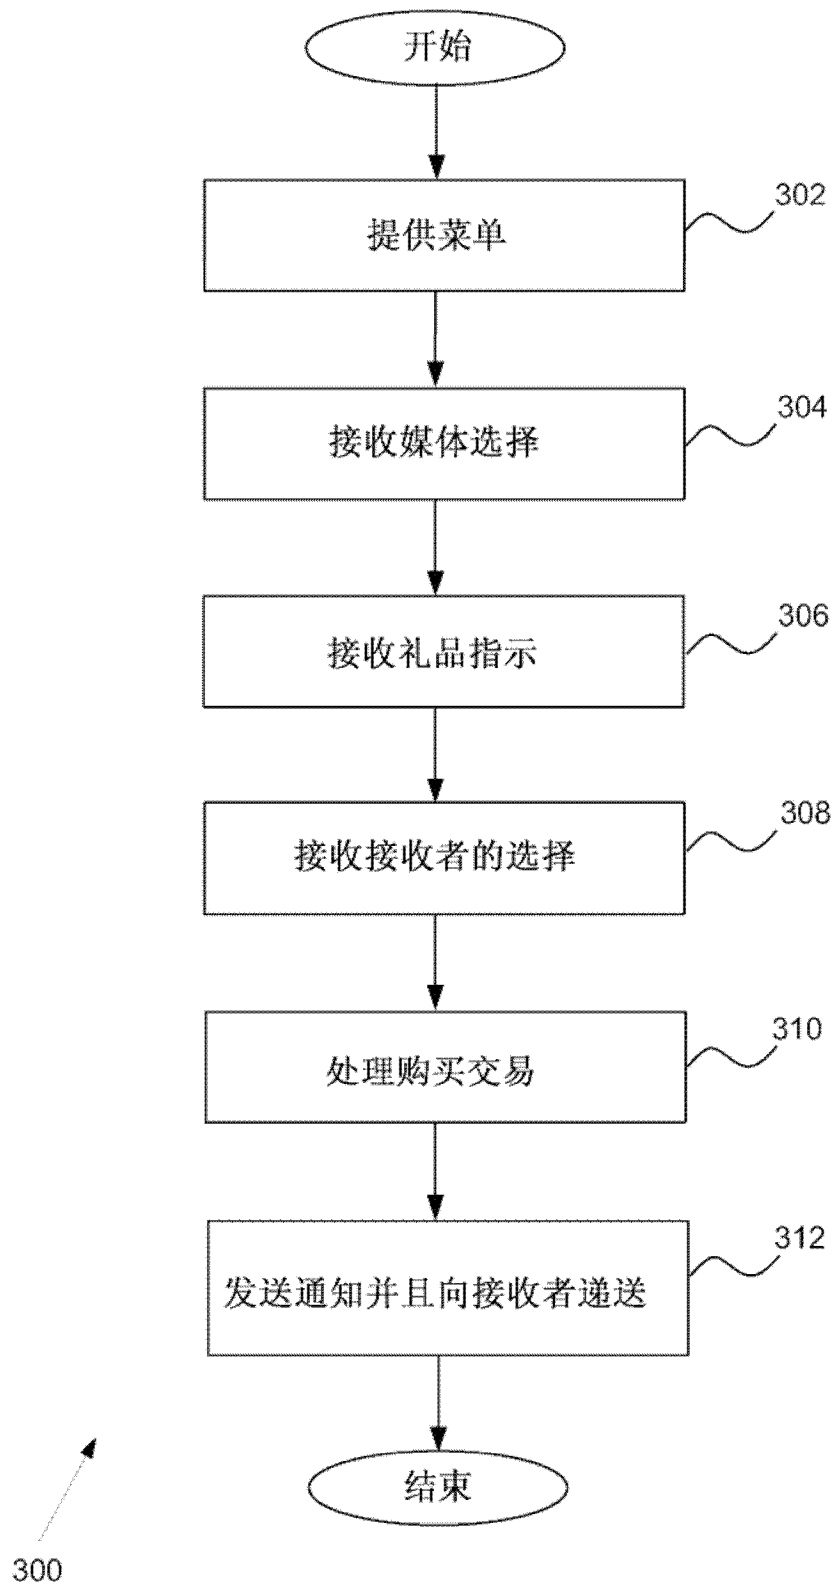 开始
302
提供菜单
304
接收媒体选择
306
接收礼品指示
308
接收接收者的选择
310
处理购买交易
312
发送通知并且向接收者递送
结束
300